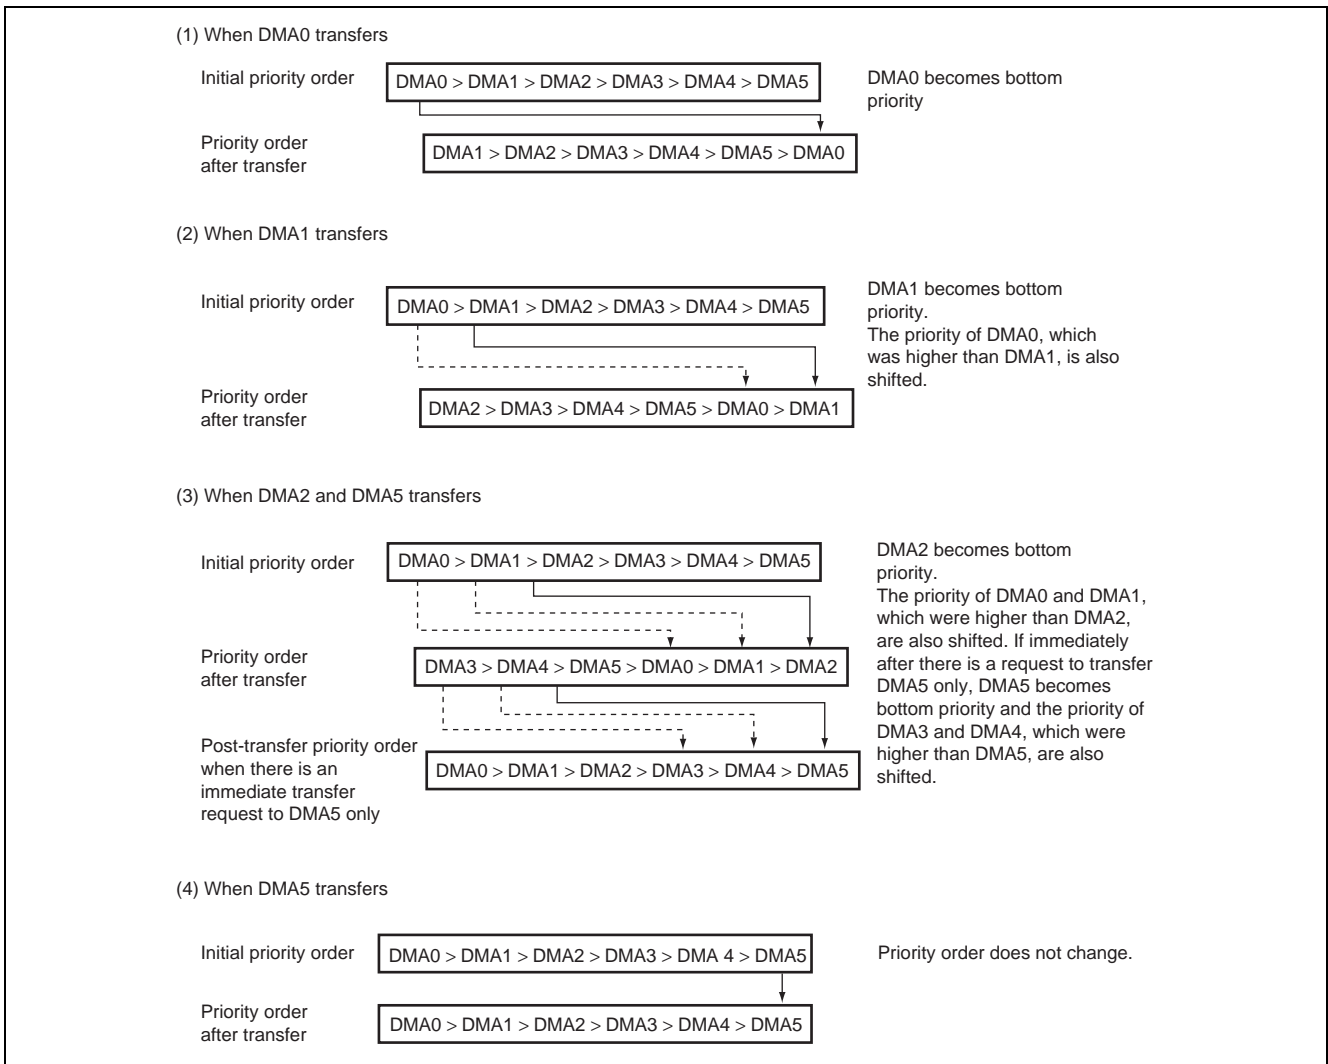 (1) When DMA0 transfers
Initial priority order
DMA0 > DMA1 > DMA2 > DMA3 > DMA4 > DMA5
DMA0 becomes bottom
priority
Priority order
after transfer
DMA1 > DMA2 > DMA3 > DMA4 > DMA5 > DMA0
(2) When DMA1 transfers
Initial priority order
DMA0 > DMA1 > DMA2 > DMA3 > DMA4 > DMA5
DMA1 becomes bottom
priority.
The priority of DMA0, which
was higher than DMA1, is also
shifted.
Priority order
after transfer
DMA2 > DMA3 > DMA4 > DMA5 > DMA0 > DMA1
(3) When DMA2 and DMA5 transfers
Initial priority order
DMA0 > DMA1 > DMA2 > DMA3 > DMA4 > DMA5
DMA2 becomes bottom
priority.
The priority of DMA0 and DMA1,
which were higher than DMA2,
are also shifted. If immediately
after there is a request to transfer
DMA5 only, DMA5 becomes
bottom priority and the priority of
DMA3 and DMA4, which were
higher than DMA5, are also
shifted.
Priority order
after transfer
DMA3 > DMA4 > DMA5 > DMA0 > DMA1 > DMA2
Post-transfer priority order
when there is an
immediate transfer
request to DMA5 only
DMA0 > DMA1 > DMA2 > DMA3 > DMA4 > DMA5
(4) When DMA5 transfers
Initial priority order
DMA0 > DMA1 > DMA2 > DMA3 > DMA 4 > DMA5
Priority order does not change.
Priority order
after transfer
DMA0 > DMA1 > DMA2 > DMA3 > DMA4 > DMA5